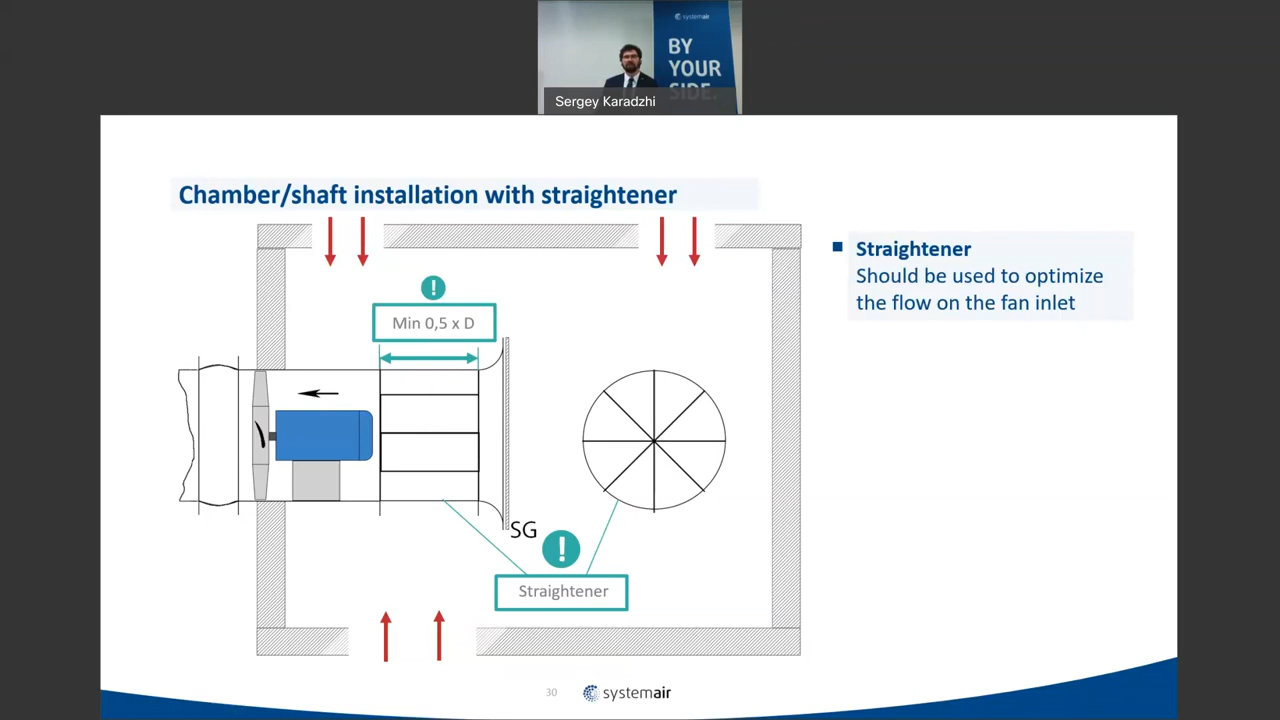 systemair
BY
YOUR
SIDE.
Sergey Karadzhi
Chamber/shaft installation with straightener
Straightener
Should be used to optimize
the flow on the fan inlet
!
Min 0,5 x D
SG
!
Straightener
30
systemair